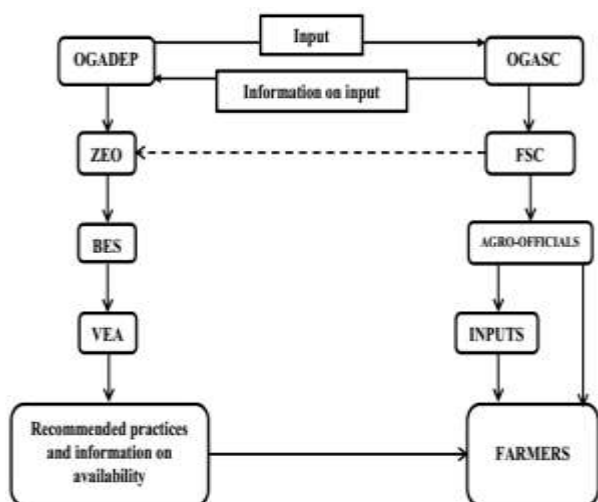 Input
OGADEP
OGASC
Information on input
ZEO
FSC
BES
AGRO-OFFICIALS
VEA
INPUTS
Recommended practices
and information on
availability
FARMERS